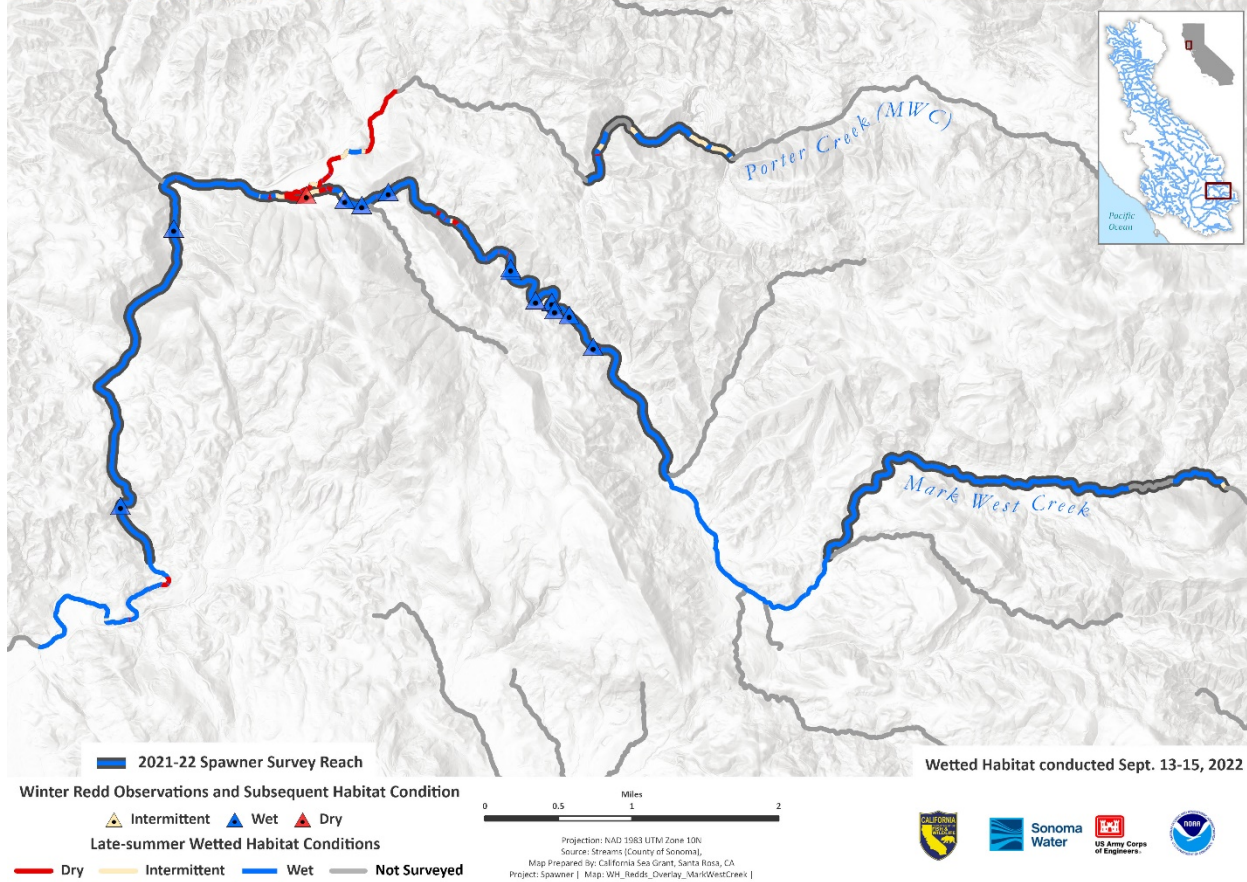 Porter Creek (MWC)
Pacific
Ocean
Mark West Creek
2021-22 Spawner Survey Reach
Winter Redd Observations and Subsequent Habitat Condition
Intermittent Wet Dry
Late-summer Wetted Habitat Conditions
Dry Intermittent Wet Not Surveyed
Miles
0 0.5 1 2
Projection: NAD 1983 UTM Zone 10N
Source: Streams (County of Sonoma),
Map Prepared By: California Sea Grant, Santa Rosa, CA
Project: Spawner | Map: WH_Redds_Overlay_MarkWestCreek |
Wetted Habitat conducted Sept. 13-15, 2022
CALIFORNIA
FISH &
WILDLIFE
Sonoma
Water
US Army Corps
of Engineers.
NOAA